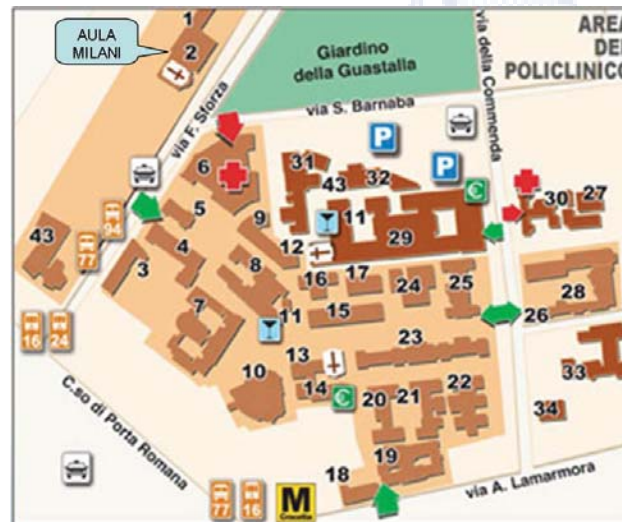 1
AULA
MILANI
2
Giardino
della Guastalla
AREA
DEL
POLICLINICO
via della Commenda
via F. Sforza
via S. Barnaba
P
6
31
43
32
P
30
27
94
5
9
11
€
43
77
3
4
12
29
8
16
17
24
25
28
7
11
15
26
16
24
23
13
10
14
€
20
21
22
33
34
C.so di Porta Romana
19
18
77
16
M
Crocetta
via A. Lamarmora